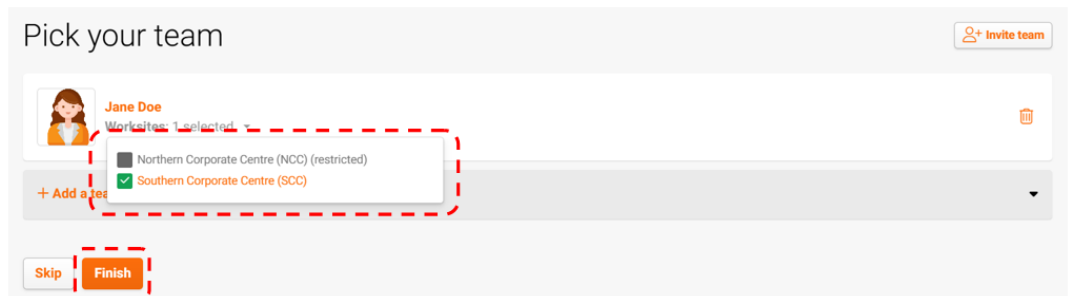 Pick your team
Invite team
Jane Doe
Worksites: 1 selected
Northern Corporate Centre (NCC) (restricted)
Southern Corporate Centre (SCC)
+ Add a tea
Skip
Finish